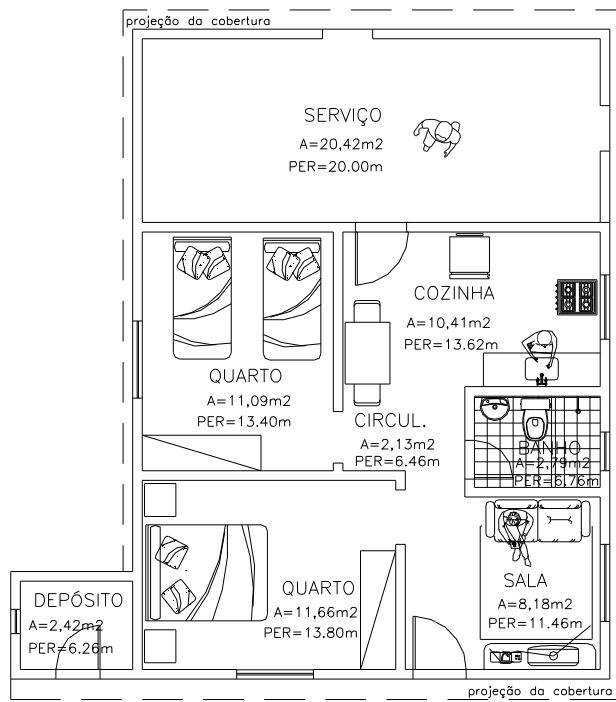 projeção da cobertura
SERVIÇO
A=20,42m2
PER=20.00m
COZINHA
A=10,41m2
PER=13.62m
QUARTO
A=11,09m2
PER=13.40m
CIRCUL.
A=2,13m2
PER=6.46m
BANHO
A=2,79m2
PER=6.76m
QUARTO
A=11,66m2
PER=13.80m
SALA
A=8,18m2
PER=11.46m
DEPÓSITO
A=2,42m2
PER=6.26m
projeção da cobertura